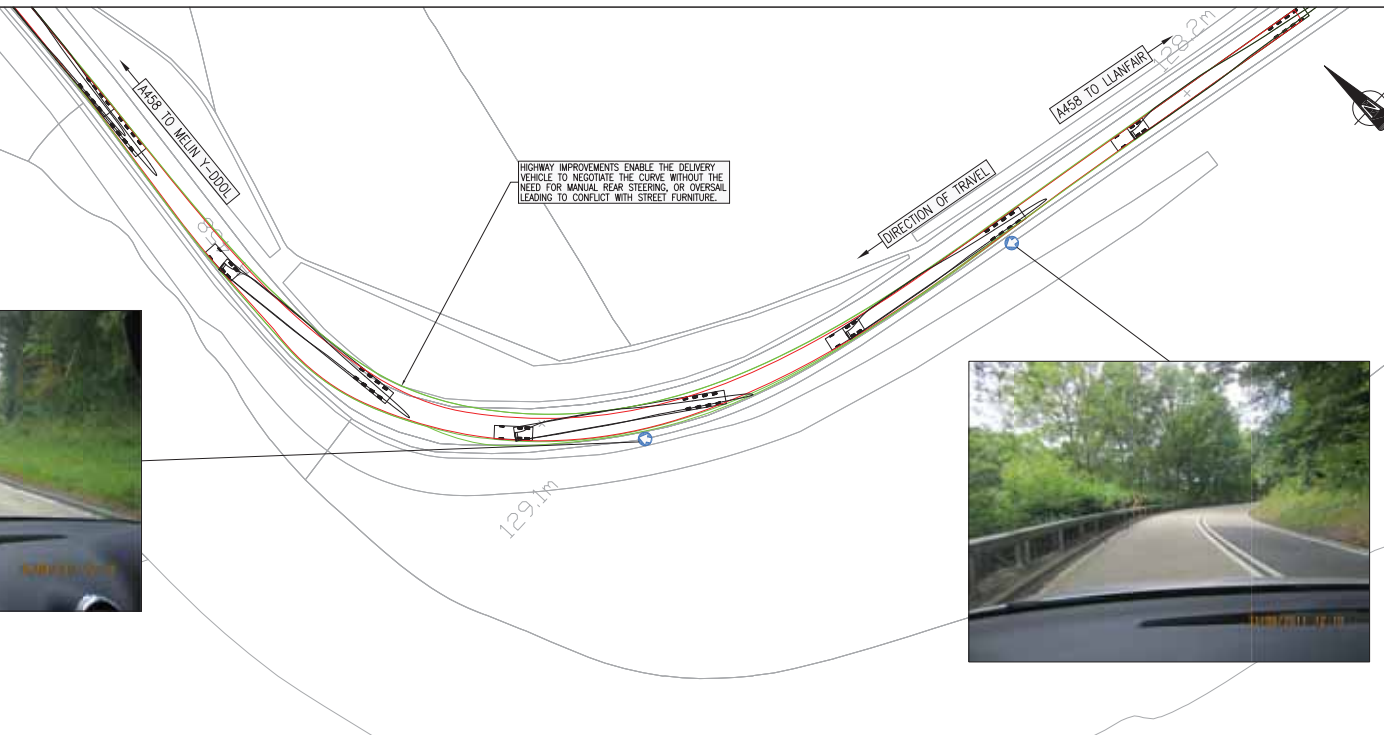 A458 TO MELIN Y-DDOL
A458 TO LLANFAIR
128.2m
N
HIGHWAY IMPROVEMENTS ENABLE THE DELIVERY
VEHICLE TO NEGOTIATE THE CURVE WITHOUT THE
NEED FOR MANUAL REAR STEERING, OR OVERSAIL
LEADING TO CONFLICT WITH STREET FURNITURE.
DIRECTION OF TRAVEL
129.1m